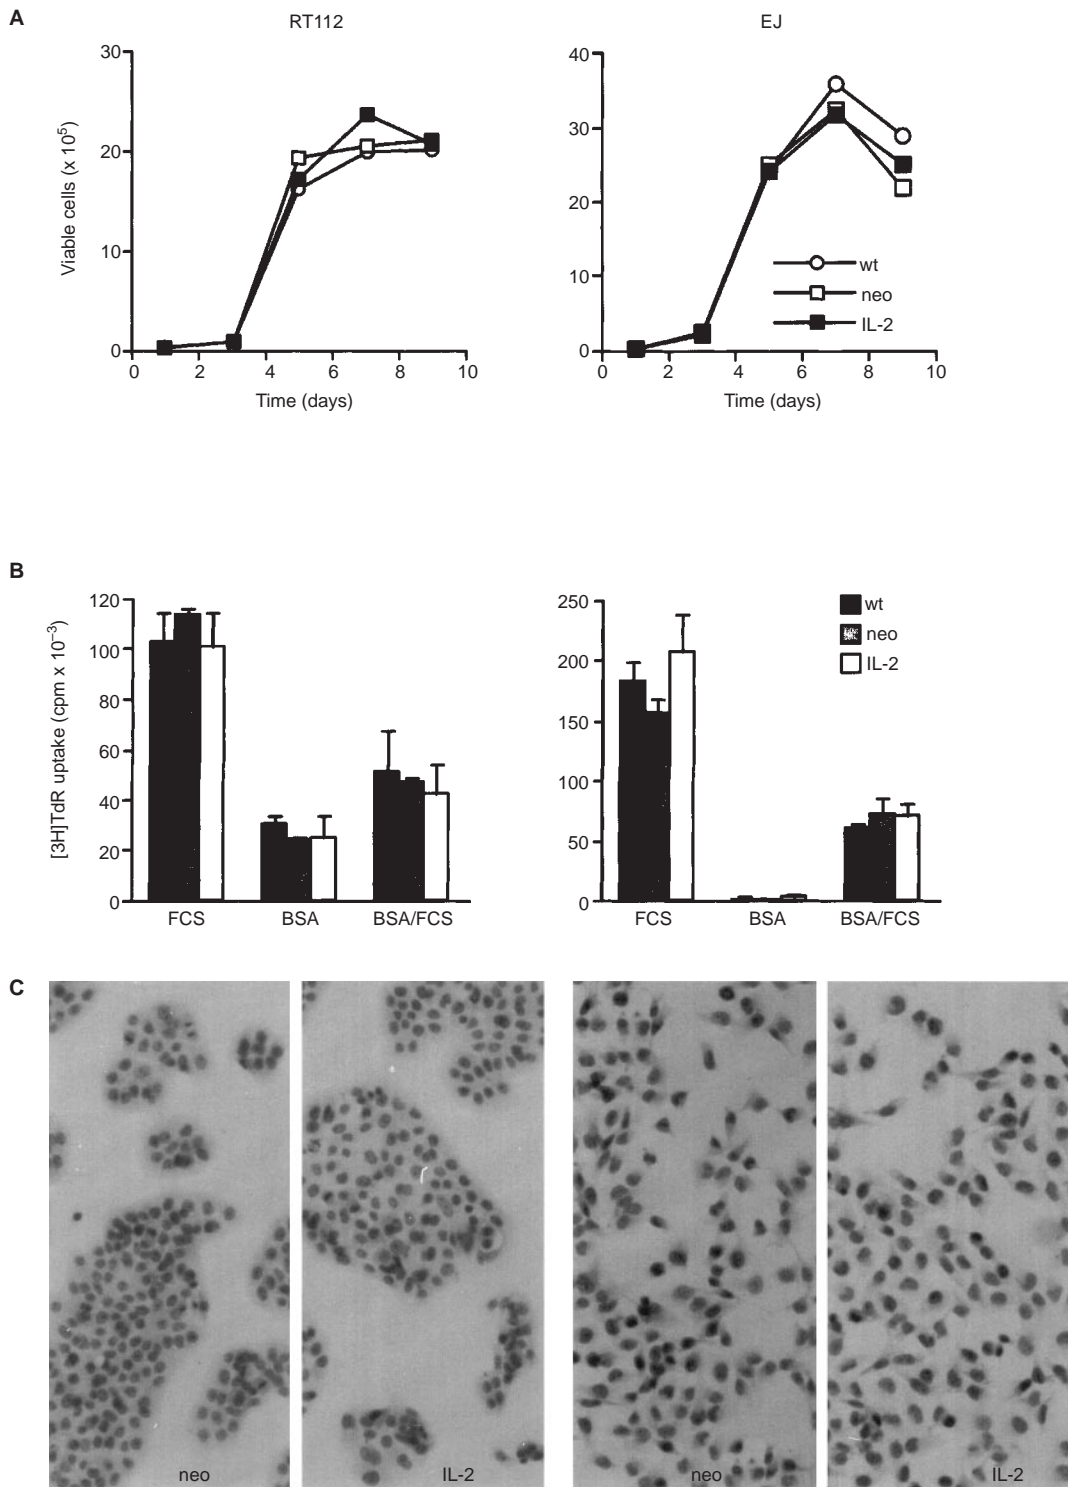 A
RT112
EJ
Viable cells (x 10⁵)
30
20
10
0
0 2 4 6 8 10
Time (days)
40
30
20
10
0
0 2 4 6 8 10
Time (days)
wt
neo
IL-2
B
[3H]TdR uptake (cpm x 10⁻³)
120
100
80
60
40
20
0
FCS BSA BSA/FCS
250
200
150
100
50
0
FCS BSA BSA/FCS
wt
neo
IL-2
C
neo
IL-2
neo
IL-2